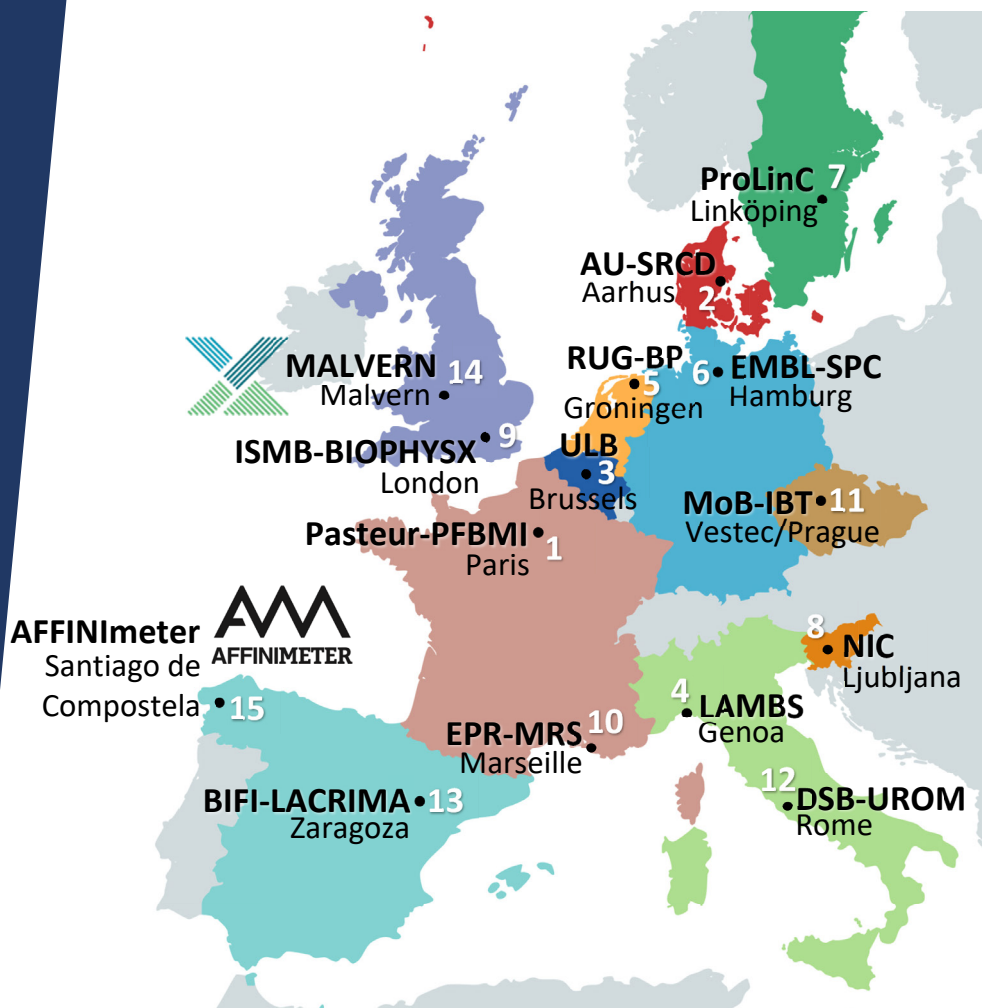 ProLinC 7
Linköping
AU-SRCD
Aarhus
2
RUG-BP
5
Groningen
6 EMBL-SPC
Hamburg
MALVERN 14
Malvern
9
ISMB-BIOPHYSX
London
ULB
3
Brussels
MoB-IBT 11
Vestec/Prague
Pasteur-PFBMI
1
Paris
AFFINImeter
Santiago de
Compostela 15
AFFINIMETER
8
NIC
Ljubljana
4
LAMBS
Genoa
10
EPR-MRS
Marseille
12
DSB-UROM
Rome
BIFI-LACRIMA 13
Zaragoza